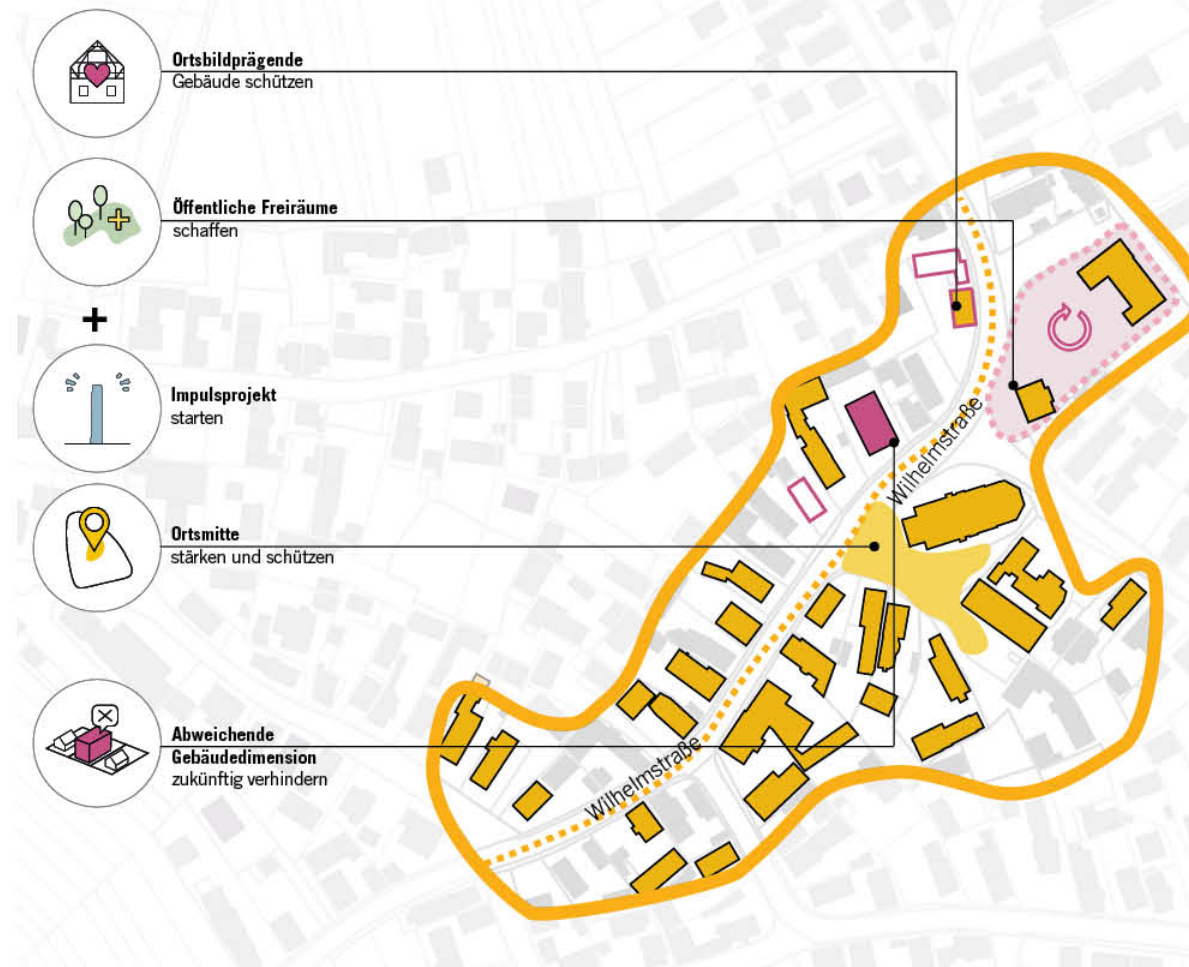 Ortsbildprägende
Gebäude schützen
Öffentliche Freiräume
schaffen
+
Impulsprojekt
starten
Ortsmitte
stärken und schützen
Abweichende
Gebäudedimension
zukünftig verhindern
Wilhelmstraße
Wilhelmstraße